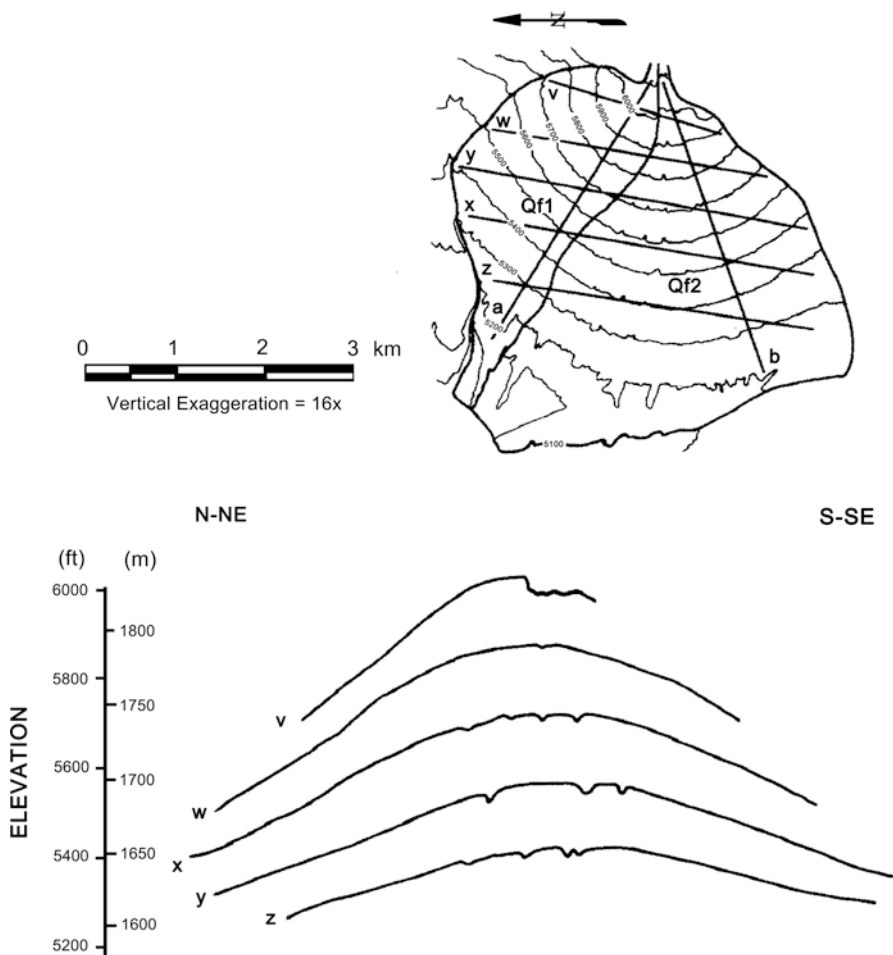 N
v
w
y
x
z
a
b
Qf1
Qf2
6000
5900
5800
5700
5600
5500
5400
5300
5200
5100
0 1 2 3 km
Vertical Exaggeration = 16x
N-NE S-SE
(ft) (m)
6000
1800
5800
1750
5600
1700
5400
1650
1600
5200
ELEVATION
v
w
x
y
z